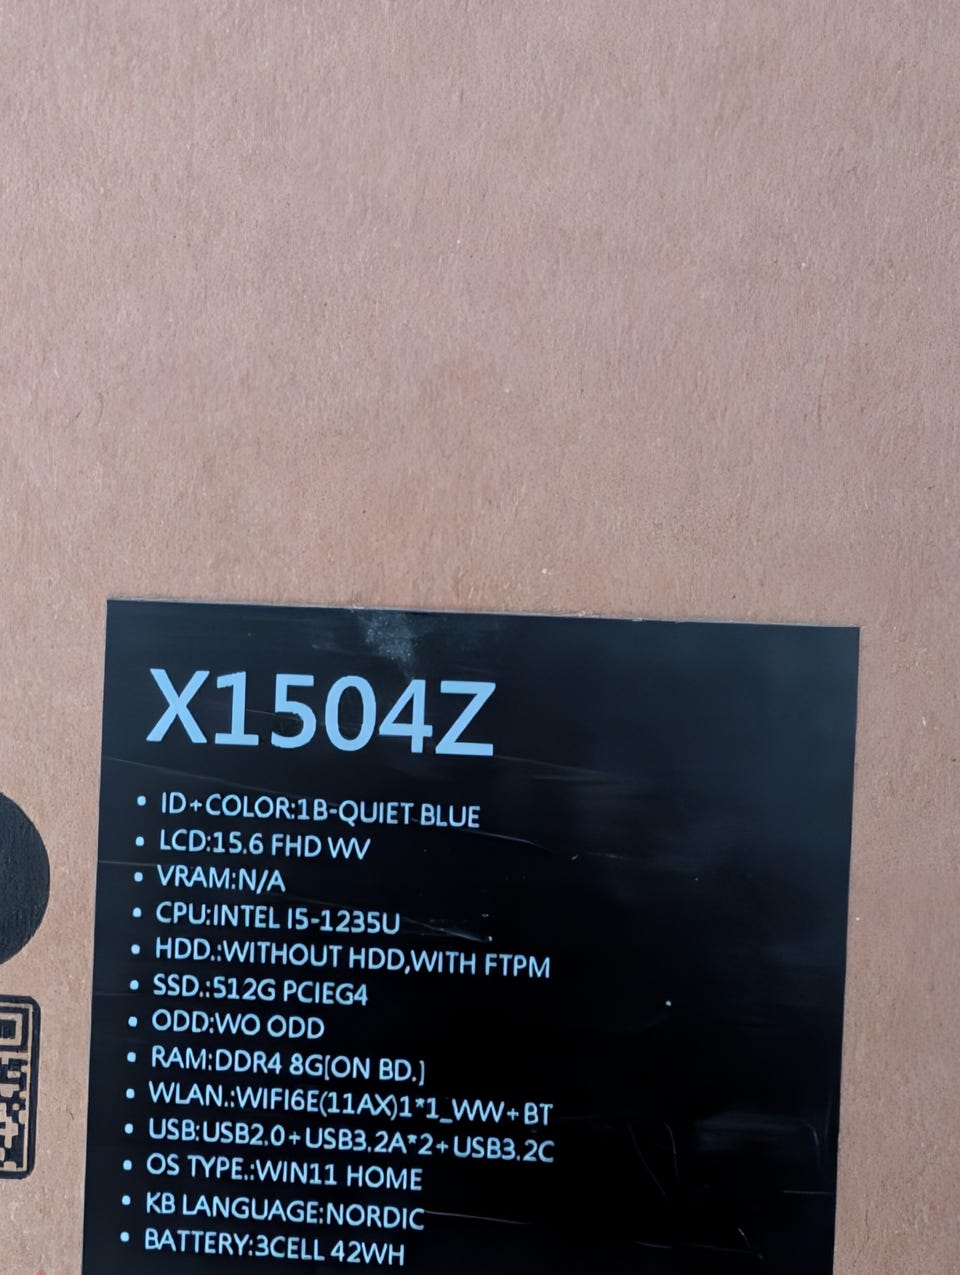 X1504Z
• ID+COLOR:1B-QUIET BLUE
• LCD:15.6 FHD WV
• VRAM:N/A
• CPU:INTEL I5-1235U
• HDD.:WITHOUT HDD,WITH FTPM
• SSD.:512G PCIEG4
• ODD:WO ODD
• RAM:DDR4 8G[ON BD.]
• WLAN.:WIFI6E(11AX)1*1_WW+BT
• USB:USB2.0+USB3.2A*2+USB3.2C
• OS TYPE.:WIN11 HOME
• KB LANGUAGE:NORDIC
• BATTERY:3CELL 42WH